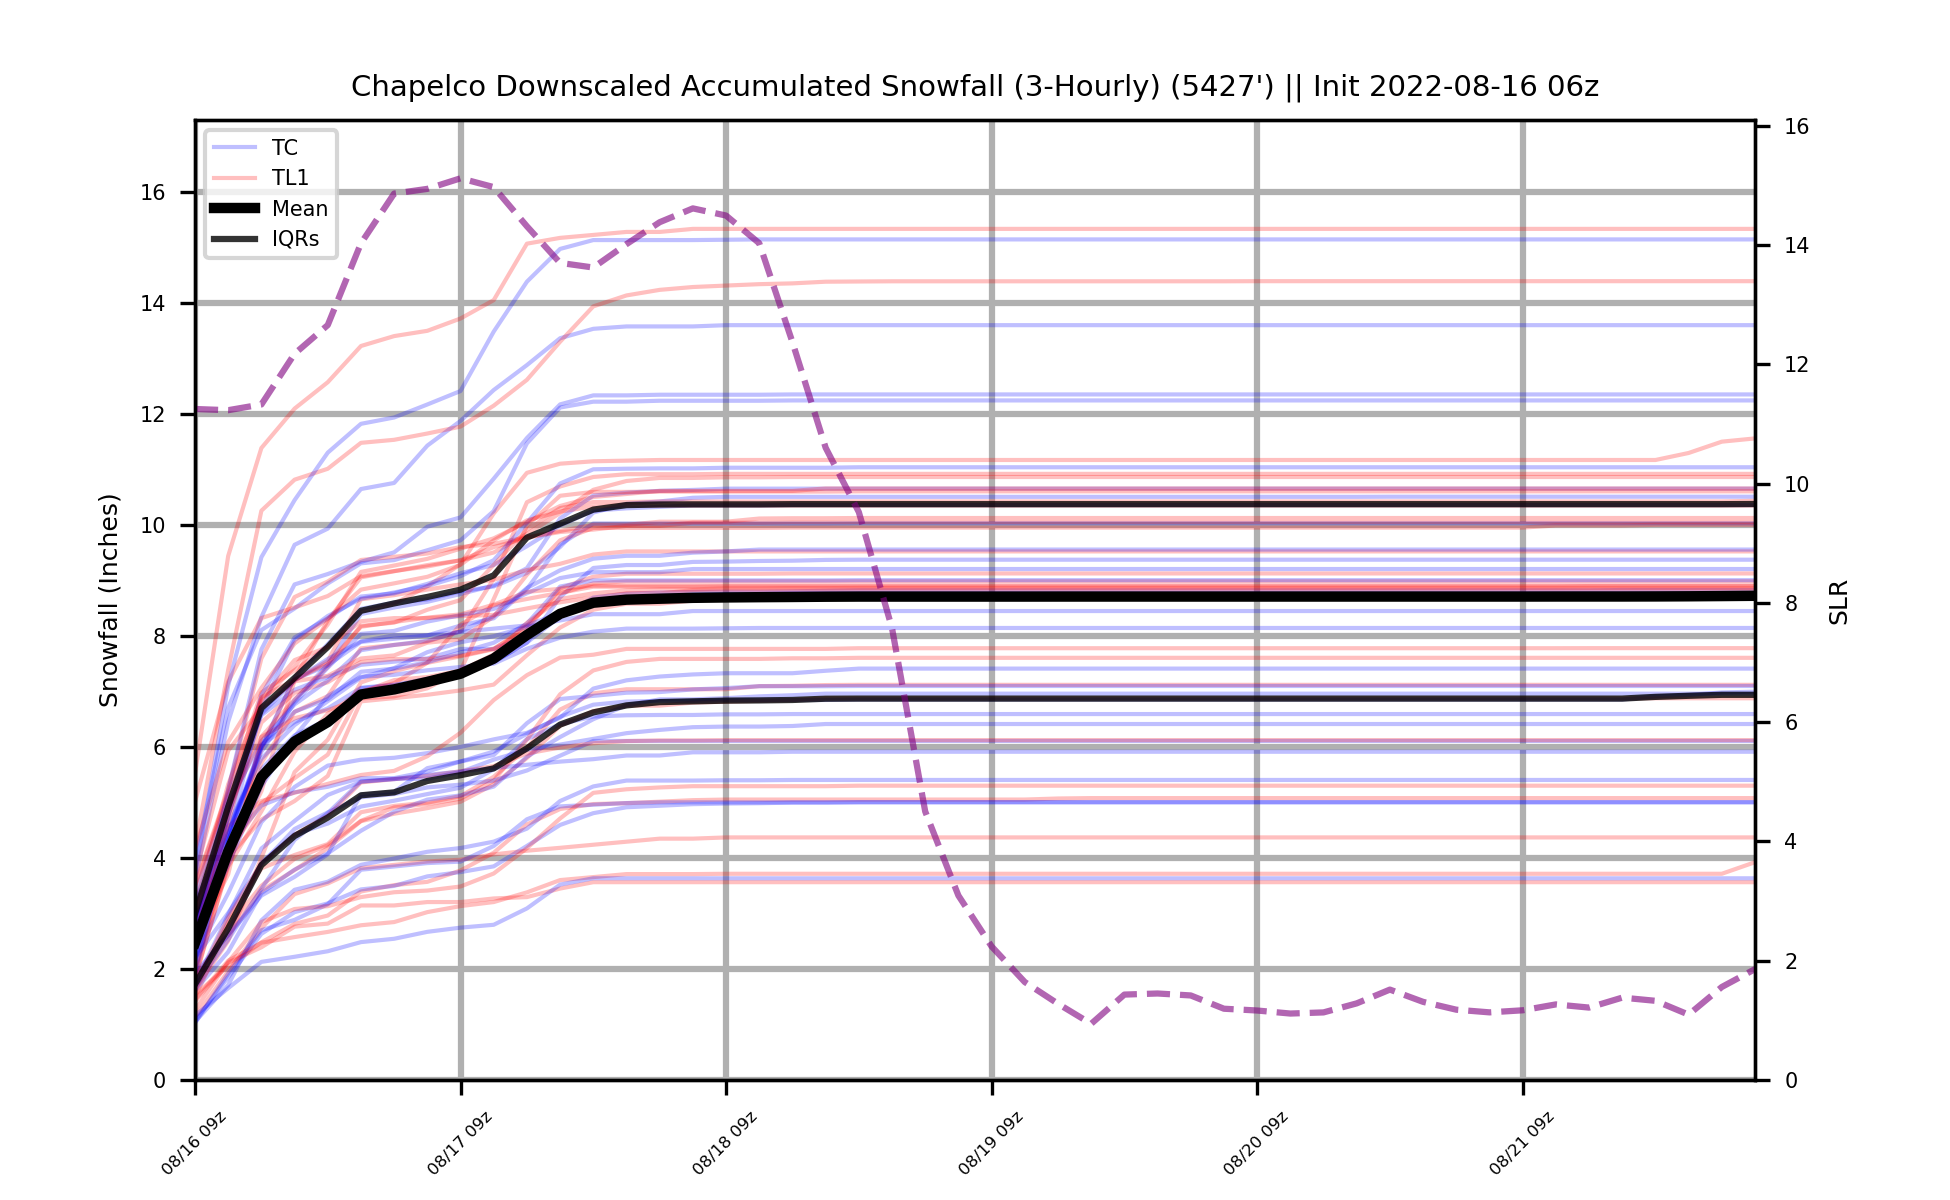 Chapelco Downscaled Accumulated Snowfall (3-Hourly) (5427') || Init 2022-08-16 06z
TC
TL1
Mean
IQRs
Snowfall (Inches)
16
14
12
10
8
6
4
2
0
SLR
16
14
12
10
8
6
4
2
0
08/16 09z
08/17 09z
08/18 09z
08/19 09z
08/20 09z
08/21 09z